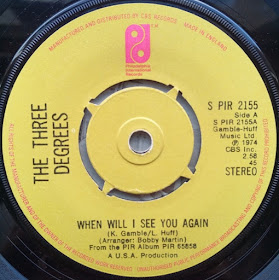 MANUFACTURED AND DISTRIBUTED BY CBS RECORDS
MADE IN ENGLAND
Philadelphia
International
Records
S PIR 2155
Side A
S PIR 2155A
Gamble-Huff
Music Ltd
℗ 1974
CBS Inc.
2.58
45
STEREO
THE THREE
DEGREES
WHEN WILL I SEE YOU AGAIN
(K. Gamble/L. Huff)
(Arranger: Bobby Martin)
From the PIR Album PIR 65858
A U.S.A. Production